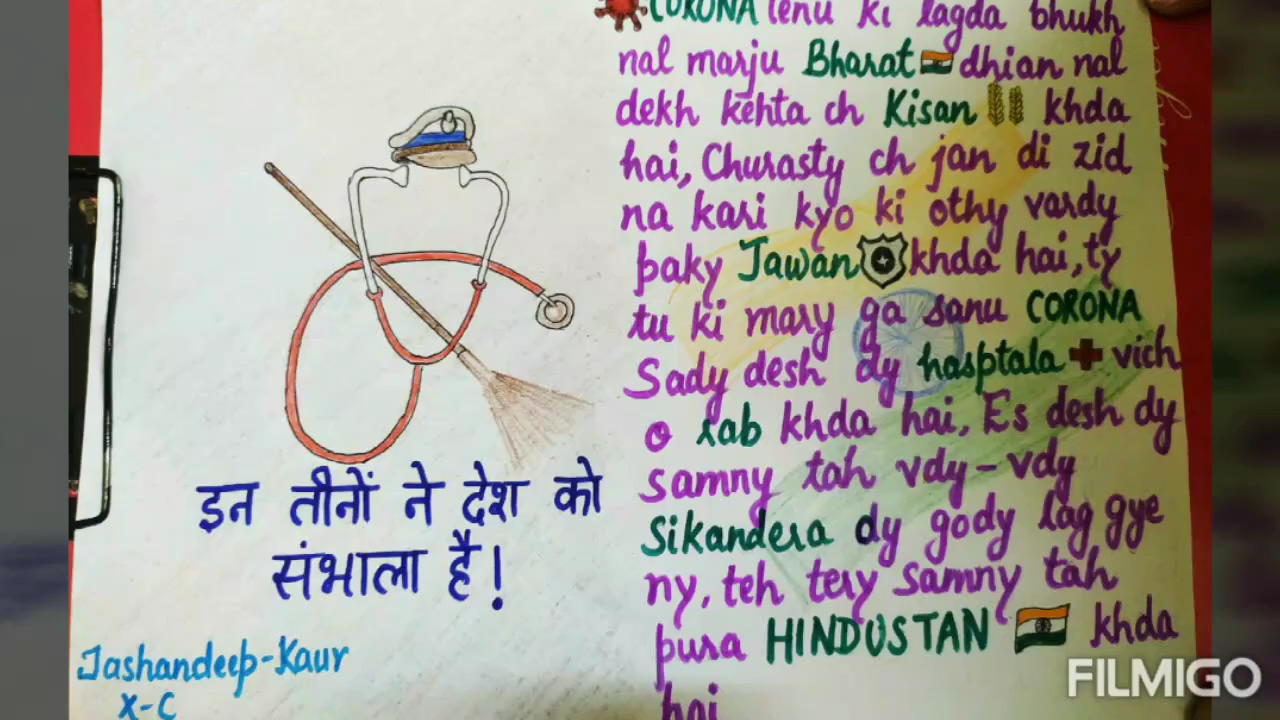 इन तीनों ने देश को
संभाला है!
Jashandeep-Kaur
X-C
CORONA tenu ki lagda bhukh
nal marju Bharat dhian nal
dekh kehta ch Kisan khda
hai, Churasty ch jan di zid
na kari kyo ki othy vardy
paky Jawan khda hai, ty
tu ki mary ga sanu CORONA
Sady desh dy hasptala vich
o rab khda hai, Es desh dy
samny tah vdy-vdy
Sikandera dy gody lag gye
ny, teh tery samny tah
pura HINDUSTAN khda
hai
FILMIGO